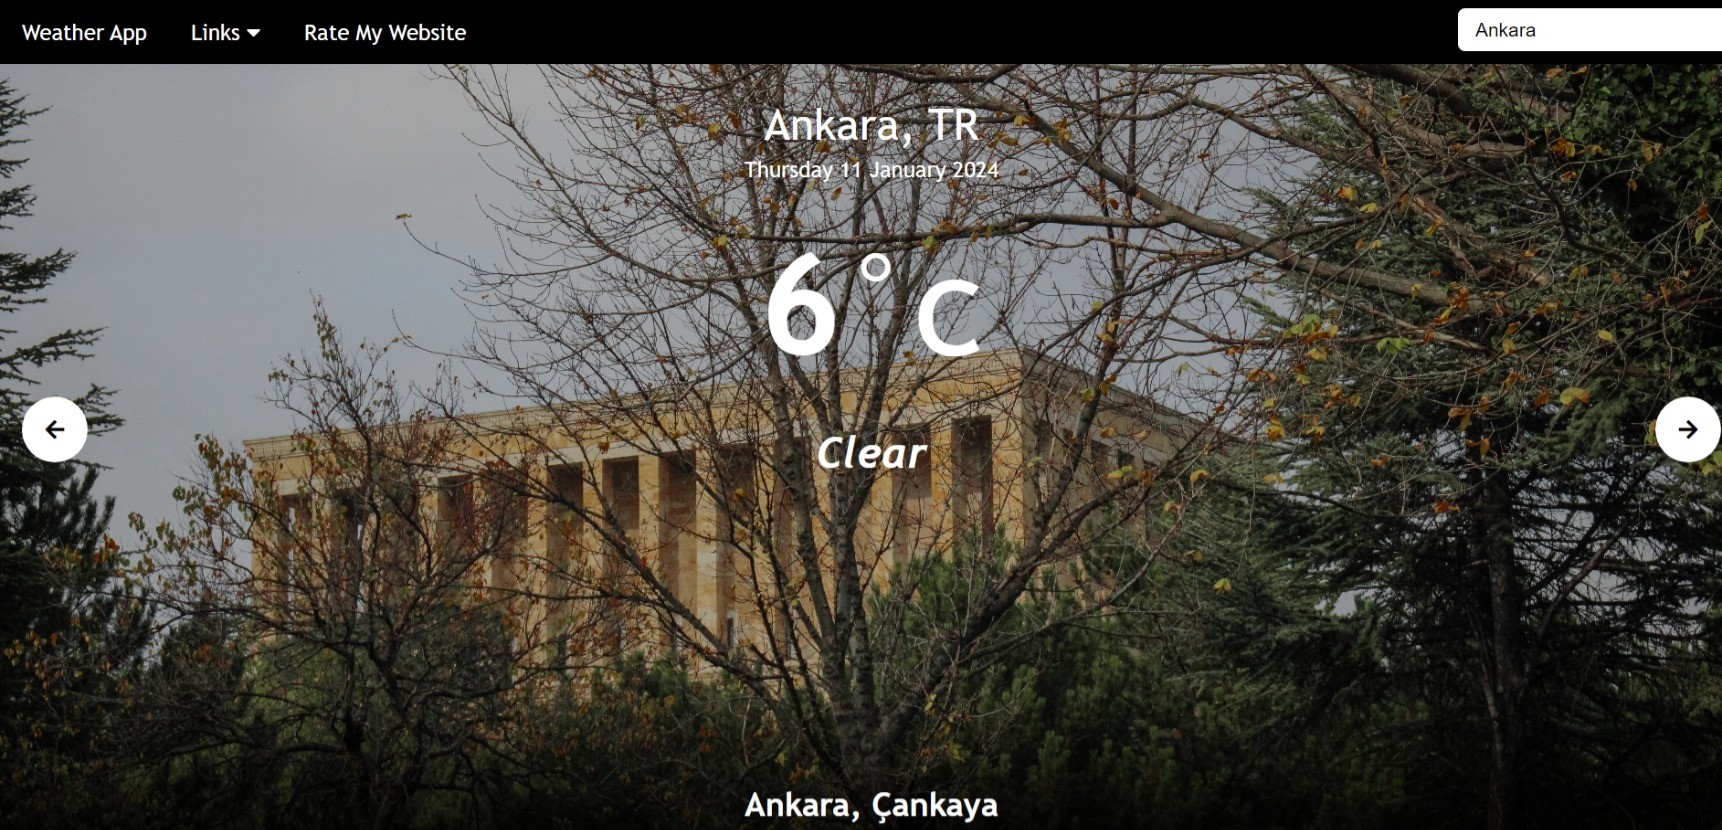 Weather App Links Rate My Website Ankara
Ankara, TR
Thursday 11 January 2024
6°C
Clear
Ankara, Çankaya